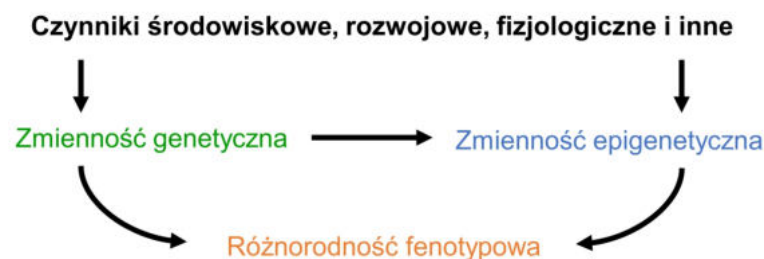 Czynniki środowiskowe, rozwojowe, fizjologiczne i inne
Zmienność genetyczna
Zmienność epigenetyczna
Różnorodność fenotypowa